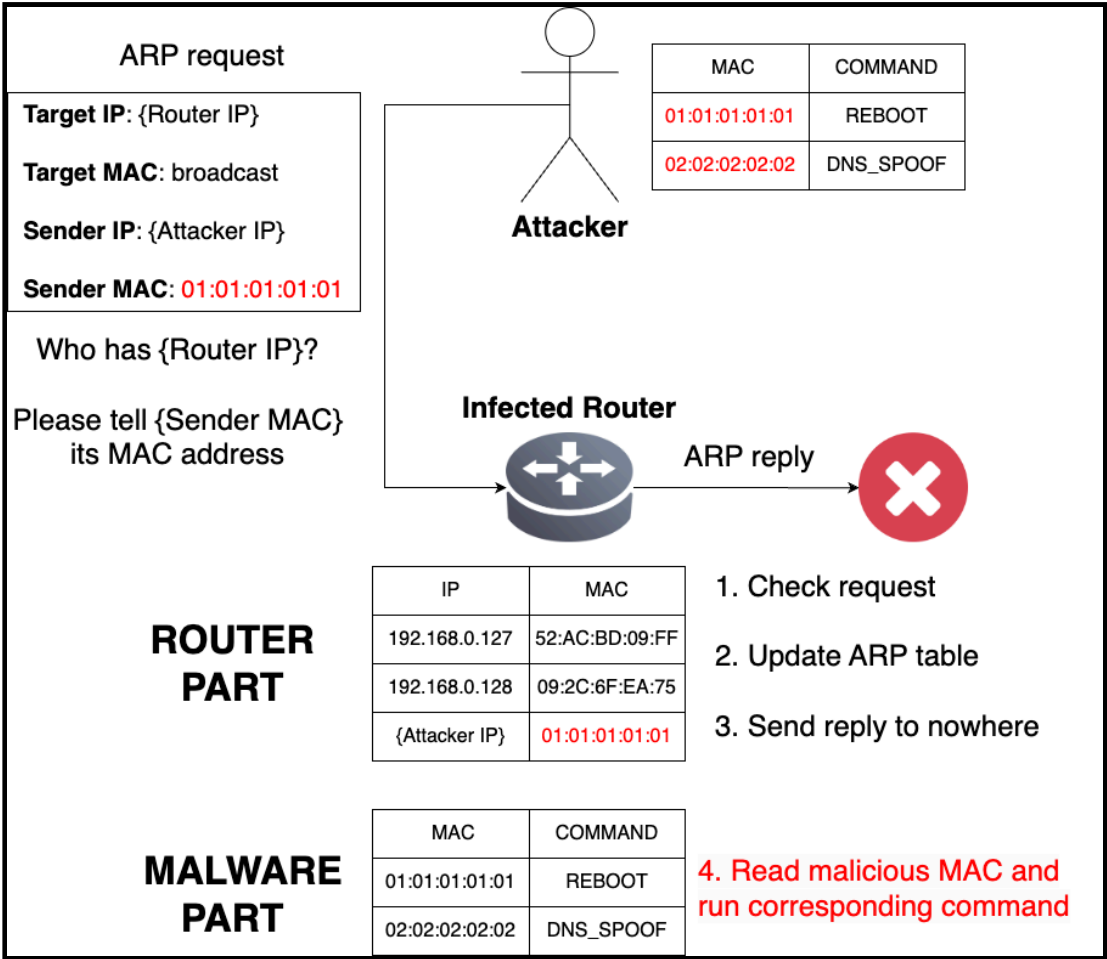 ARP request
Target IP: {Router IP}
Target MAC: broadcast
Sender IP: {Attacker IP}
Sender MAC: 01:01:01:01:01
Who has {Router IP}?
Please tell {Sender MAC}
its MAC address
Attacker
MAC COMMAND
01:01:01:01:01 REBOOT
02:02:02:02:02 DNS_SPOOF
Infected Router
ARP reply
ROUTER
PART
IP MAC
192.168.0.127 52:AC:BD:09:FF
192.168.0.128 09:2C:6F:EA:75
{Attacker IP} 01:01:01:01:01
1. Check request
2. Update ARP table
3. Send reply to nowhere
MALWARE
PART
MAC COMMAND
01:01:01:01:01 REBOOT
02:02:02:02:02 DNS_SPOOF
4. Read malicious MAC and
run corresponding command